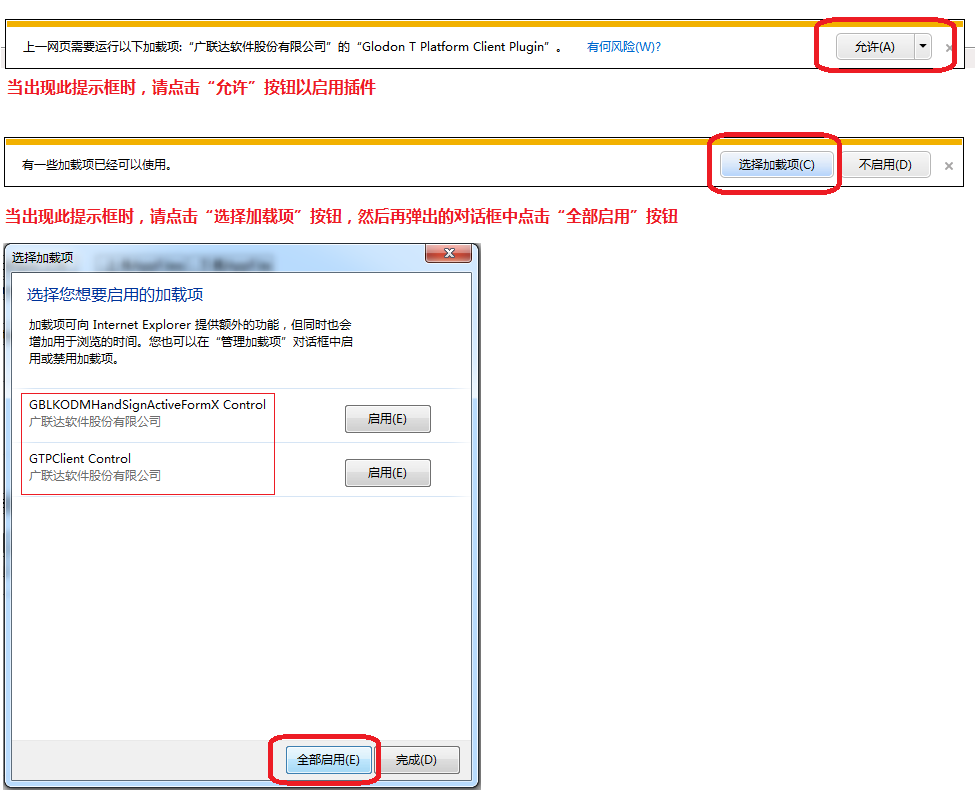 上一网页需要运行以下加载项:“广联达软件股份有限公司”的“Glodon T Platform Client Plugin”。 有何风险(W)? 允许(A)
当出现此提示框时，请点击“允许”按钮以启用插件
有一些加载项已经可以使用。 选择加载项(C) 不启用(D)
当出现此提示框时，请点击“选择加载项”按钮，然后再弹出的对话框中点击“全部启用”按钮
选择加载项
选择您想要启用的加载项
加载项可向 Internet Explorer 提供额外的功能，但同时也会
增加用于浏览的时间。您也可以在“管理加载项”对话框中启
用或禁用加载项。
GBLKODMHandSignActiveFormX Control
广联达软件股份有限公司
启用(E)
GTPClient Control
广联达软件股份有限公司
启用(E)
全部启用(E) 完成(D)